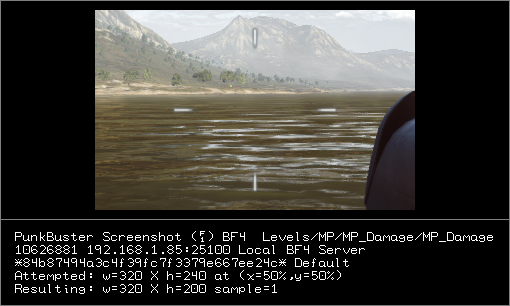 PunkBuster Screenshot (ȩ) BF4  Levels/MP/MP_Damage/MP_Damage
10626881 192.168.1.85:25100 Local BF4 Server
*84b87494a3c4f39fc7f3379e667ee24c* Default
Attempted: w=320 X h=240 at (x=50%,y=50%)
Resulting: w=320 X h=200 sample=1